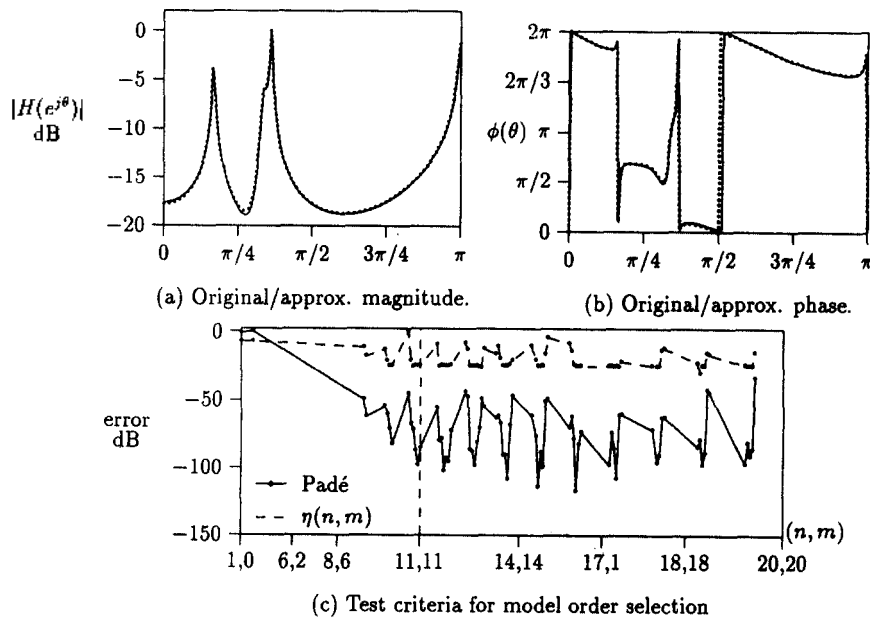 0
−5
−10
−15
−20
|H(e^{jθ})|
dB
0
π/4
π/2
3π/4
π
(a) Original/approx. magnitude.
2π
2π/3
φ(θ) π
π/2
0
0
π/4
π/2
3π/4
π
(b) Original/approx. phase.
0
−50
−100
−150
error
dB
Padé
η(n, m)
(n, m)
1,0
6,2
8,6
11,11
14,14
17,1
18,18
20,20
(c) Test criteria for model order selection